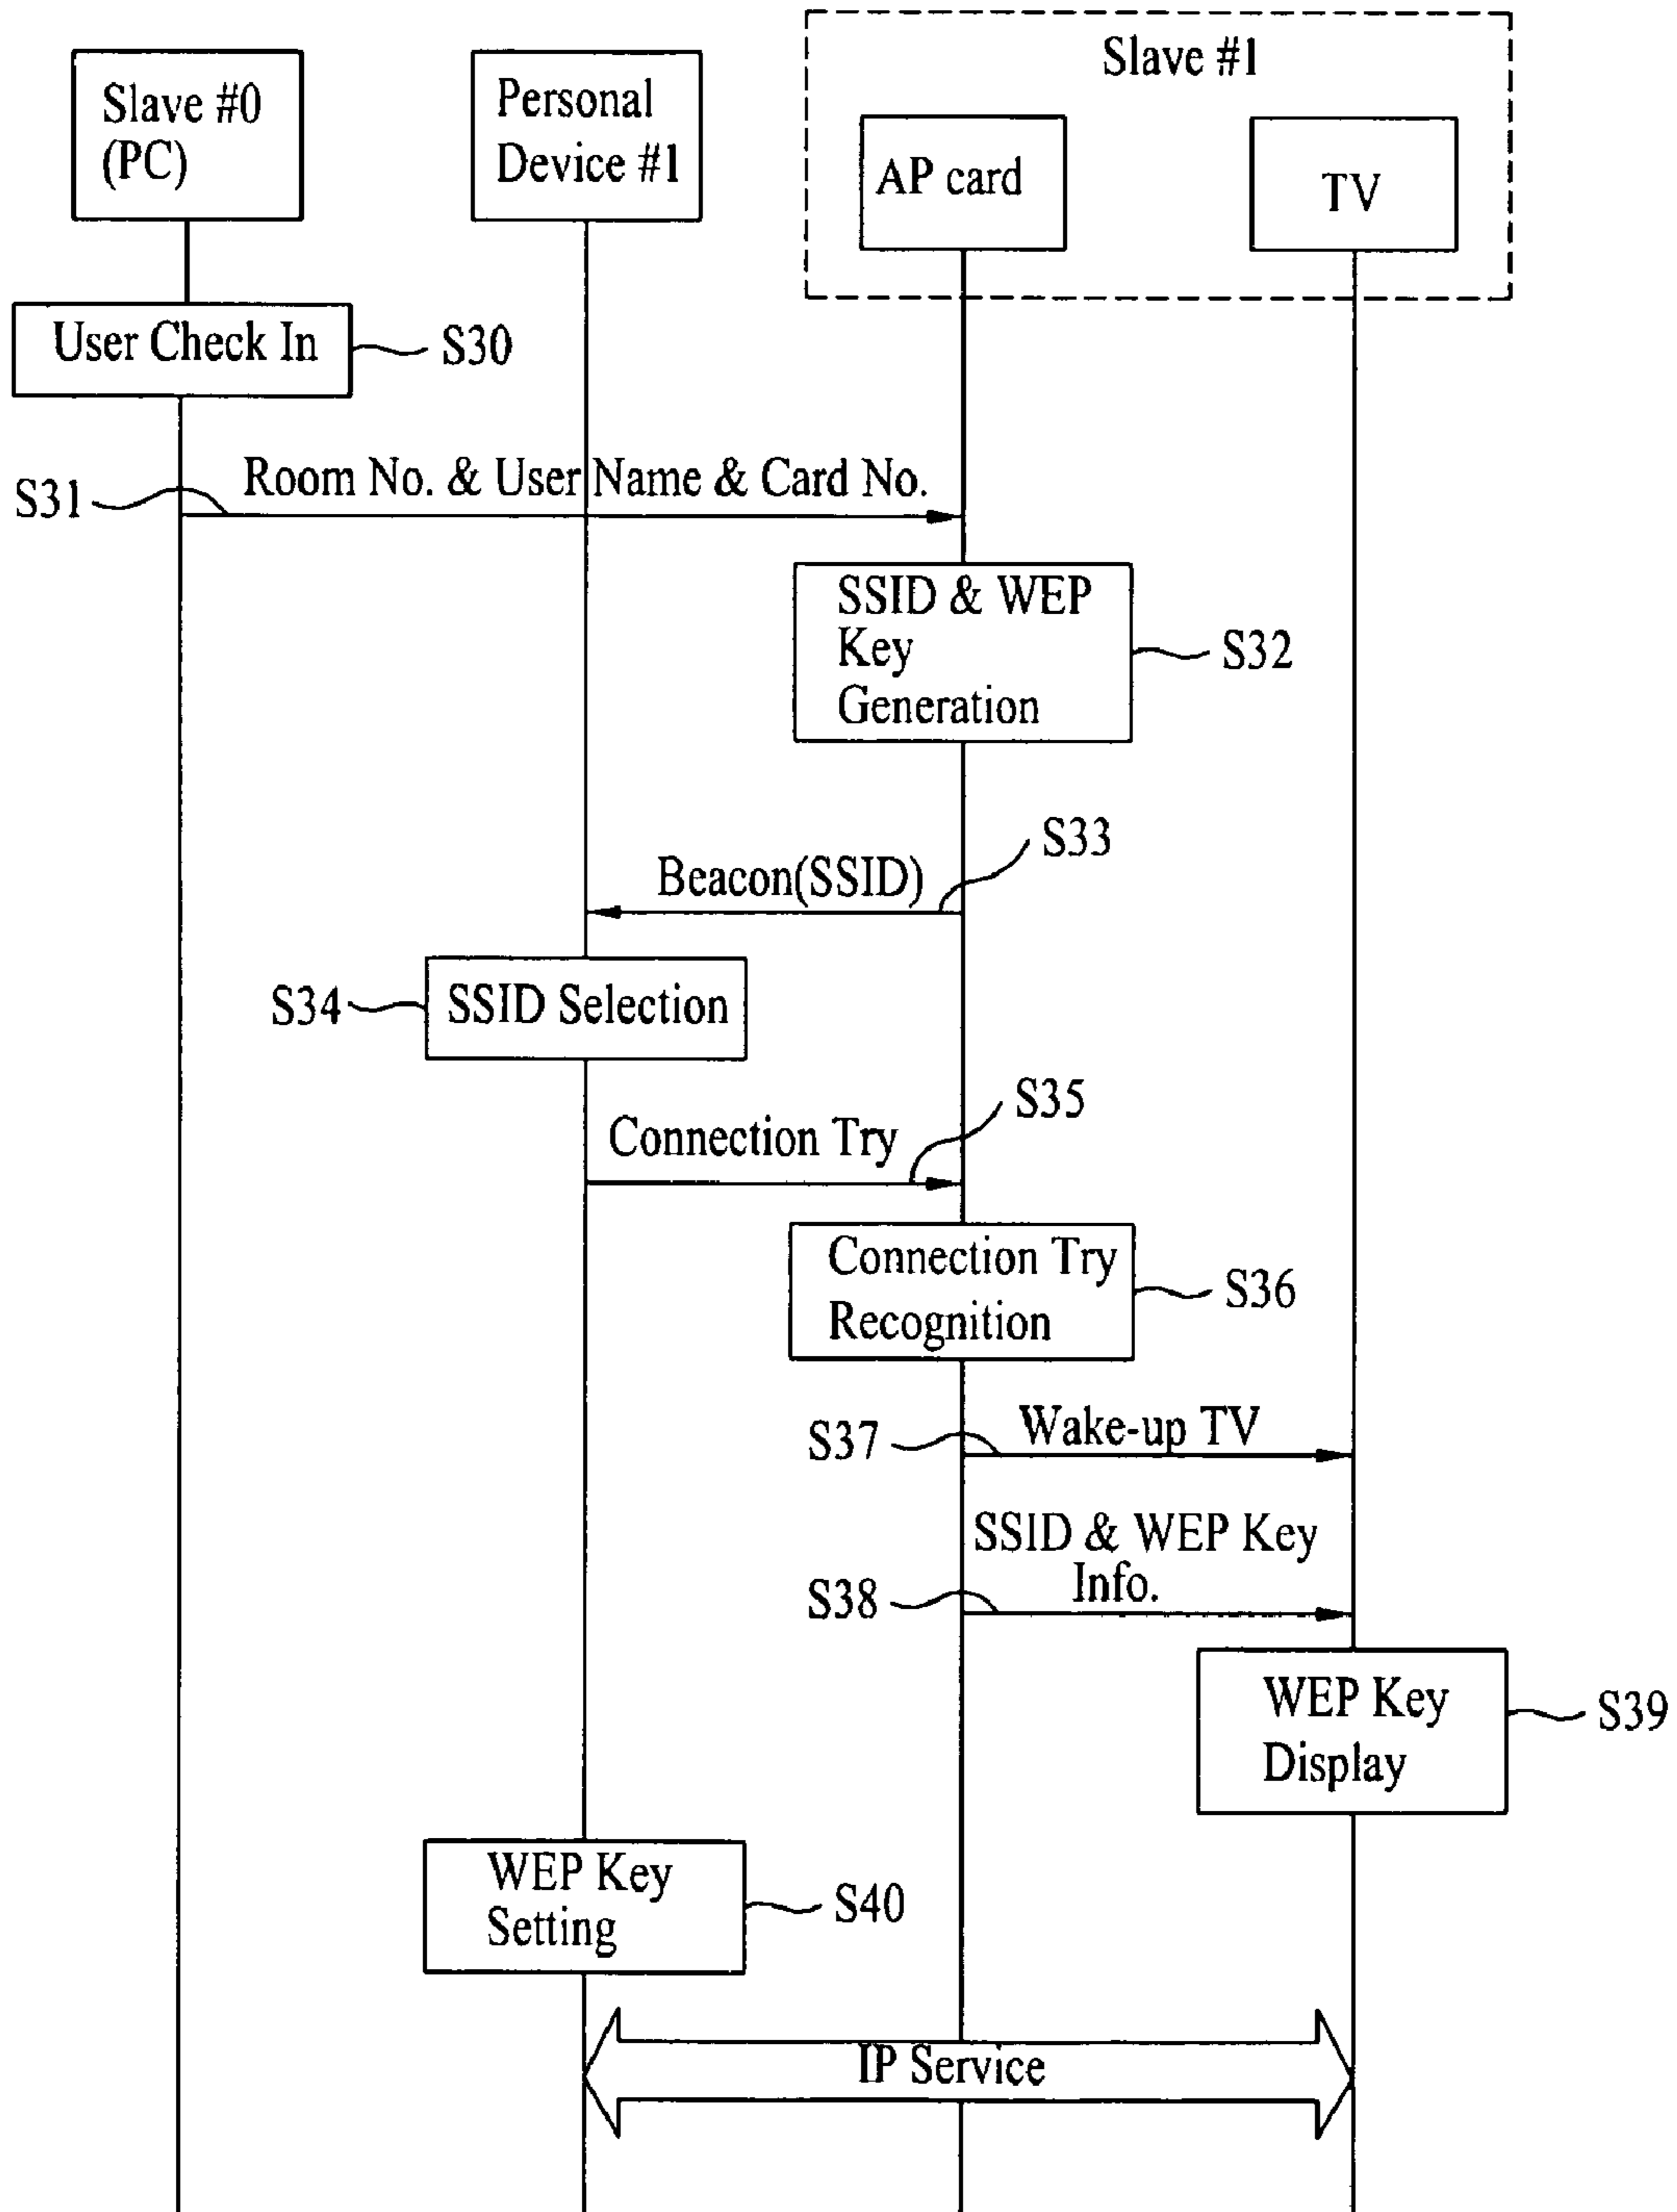 Slave #1
Slave #0
(PC)
Personal
Device #1
AP card
TV
User Check In
S30
S31
Room No. & User Name & Card No.
SSID & WEP
Key
Generation
S32
S33
Beacon(SSID)
S34
SSID Selection
S35
Connection Try
Connection Try
Recognition
S36
S37
Wake-up TV
SSID & WEP Key
Info.
S38
WEP Key
Display
S39
WEP Key
Setting
S40
IP Service